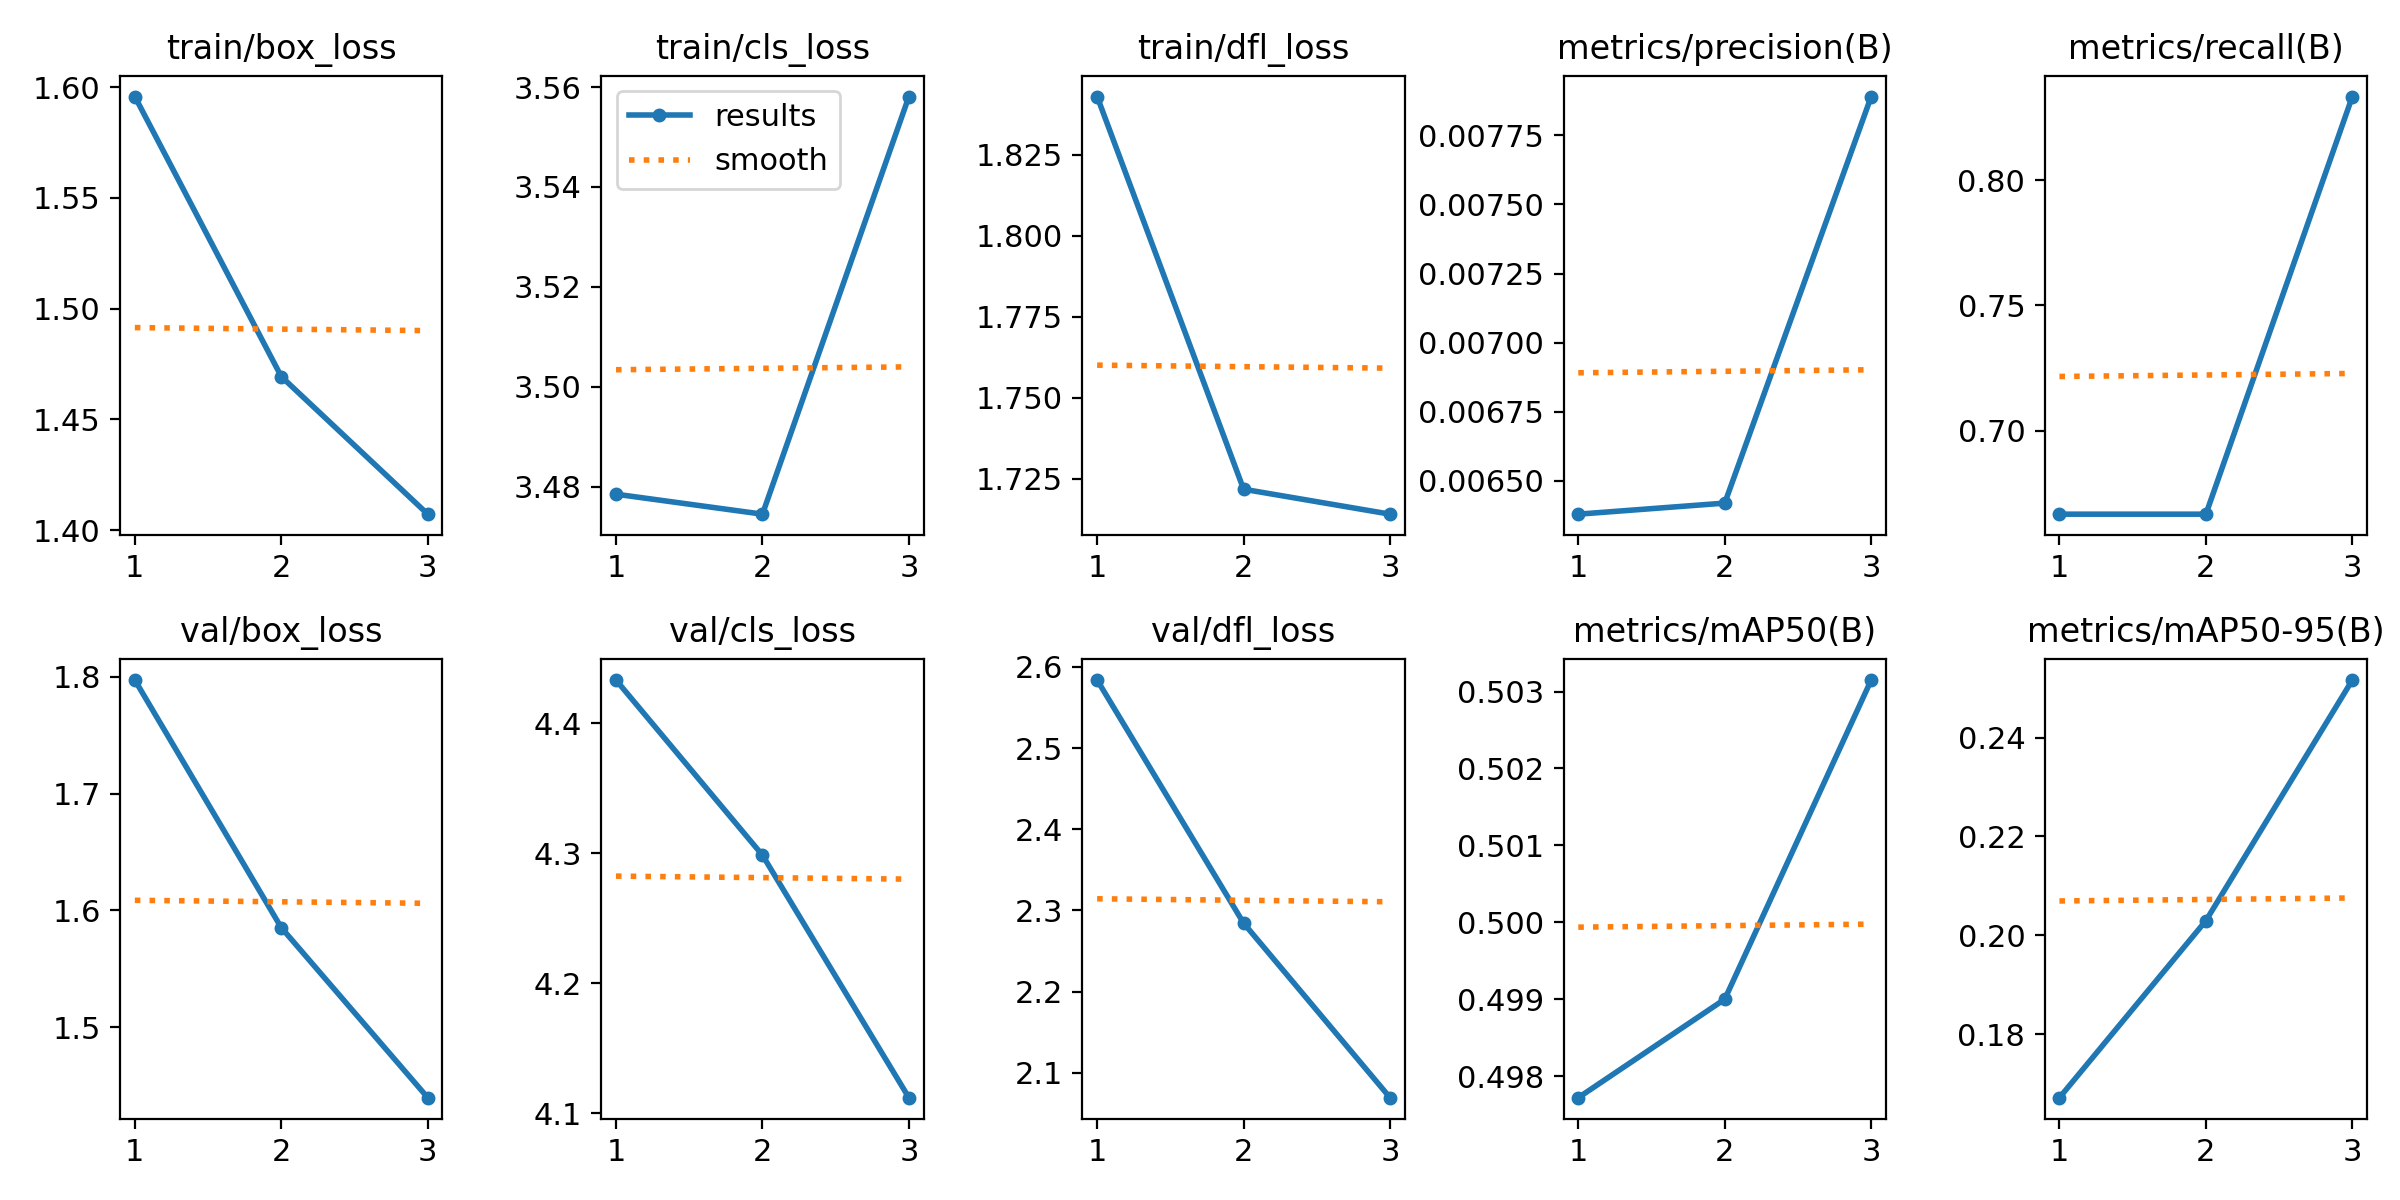 train/box_loss
1.60
1.55
1.50
1.45
1.40
1 2 3
train/cls_loss
results
smooth
3.56
3.54
3.52
3.50
3.48
1 2 3
train/dfl_loss
1.825
1.800
1.775
1.750
1.725
1 2 3
metrics/precision(B)
0.00775
0.00750
0.00725
0.00700
0.00675
0.00650
1 2 3
metrics/recall(B)
0.80
0.75
0.70
1 2 3
val/box_loss
1.8
1.7
1.6
1.5
1 2 3
val/cls_loss
4.4
4.3
4.2
4.1
1 2 3
val/dfl_loss
2.6
2.5
2.4
2.3
2.2
2.1
1 2 3
metrics/mAP50(B)
0.503
0.502
0.501
0.500
0.499
0.498
1 2 3
metrics/mAP50-95(B)
0.24
0.22
0.20
0.18
1 2 3